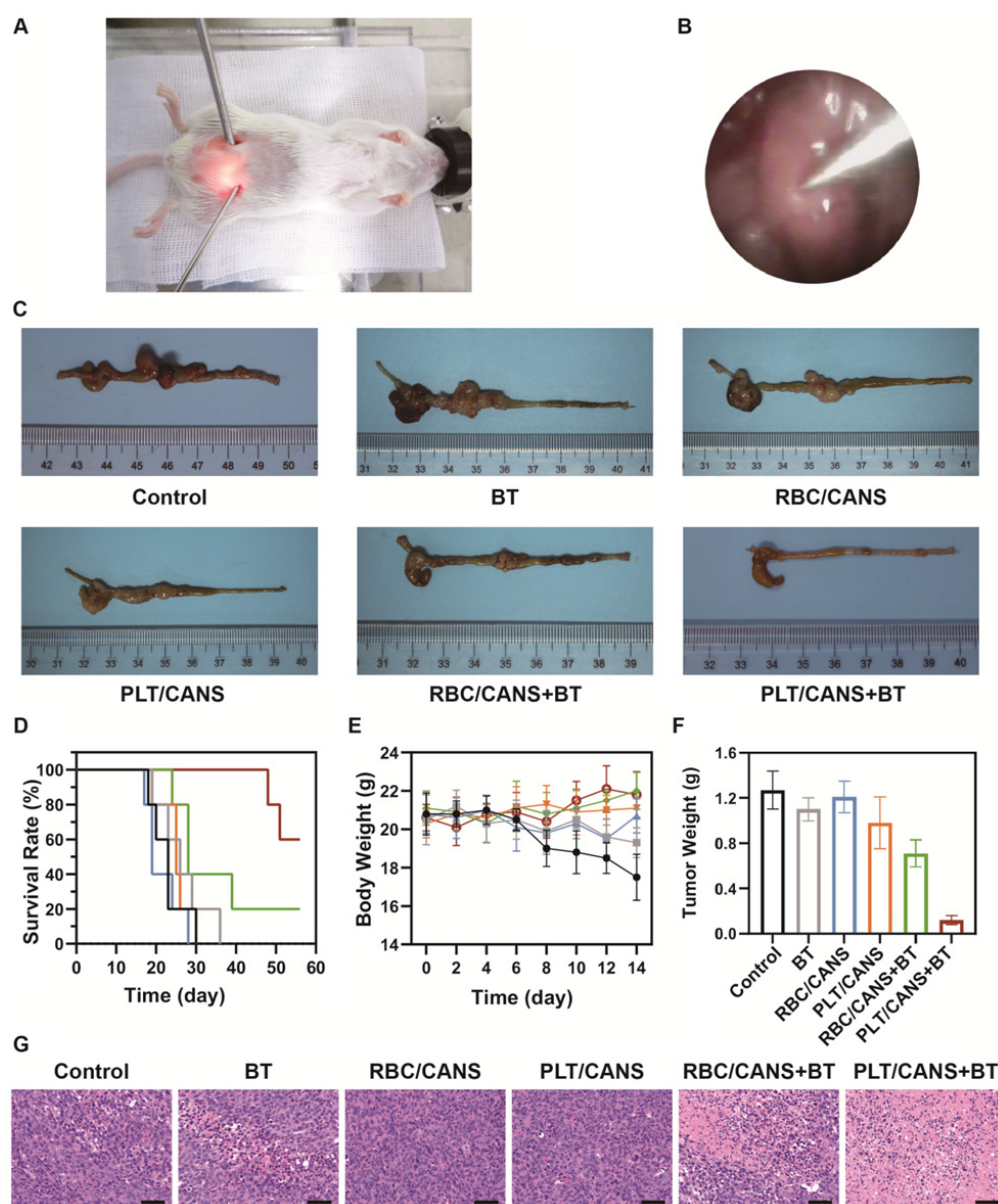 A
B
C
42 43 44 45 46 47 48 49 50 5
31 32 33 34 35 36 37 38 39 40 41
33 34 35 36 37 38 39 40 41
Control
BT
RBC/CANS
30 31 32 33 34 35 36 37 38 39 40
31 32 33 34 35 36 37 38 39
32 33 34 35 36 37 38 39 40
PLT/CANS
RBC/CANS+BT
PLT/CANS+BT
D
Survival Rate (%)
100
80
60
40
20
0
0 10 20 30 40 50 60
Time (day)
E
Body Weight (g)
24
22
20
18
16
14
0 2 4 6 8 10 12 14
Time (day)
F
Tumor Weight (g)
1.6
1.2
0.8
0.4
0.0
Control
BT
RBC/CANS
PLT/CANS
RBC/CANS+BT
PLT/CANS+BT
G
Control
BT
RBC/CANS
PLT/CANS
RBC/CANS+BT
PLT/CANS+BT